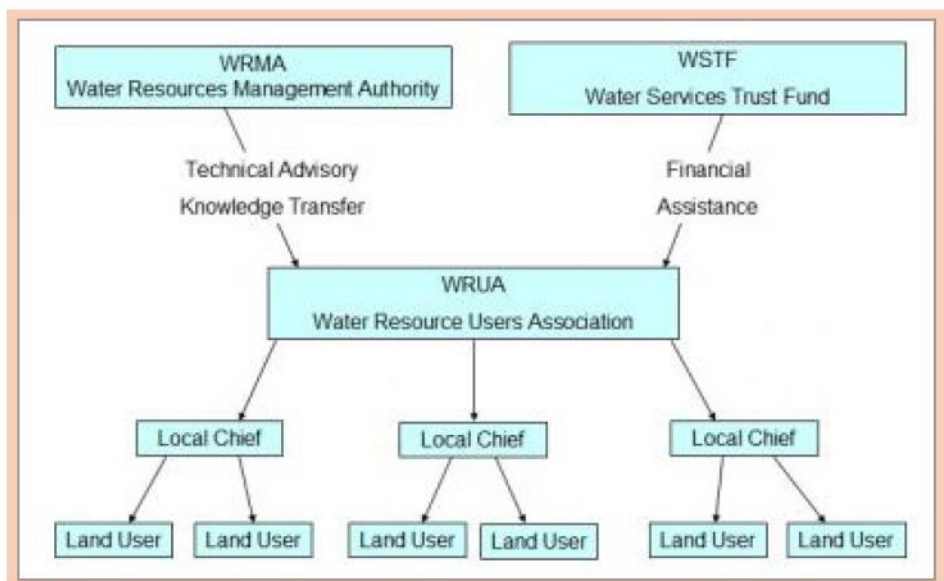 WRMA
Water Resources Management Authority
WSTF
Water Services Trust Fund
Technical Advisory
Knowledge Transfer
Financial
Assistance
WRUA
Water Resource Users Association
Local Chief
Local Chief
Local Chief
Land User
Land User
Land User
Land User
Land User
Land User